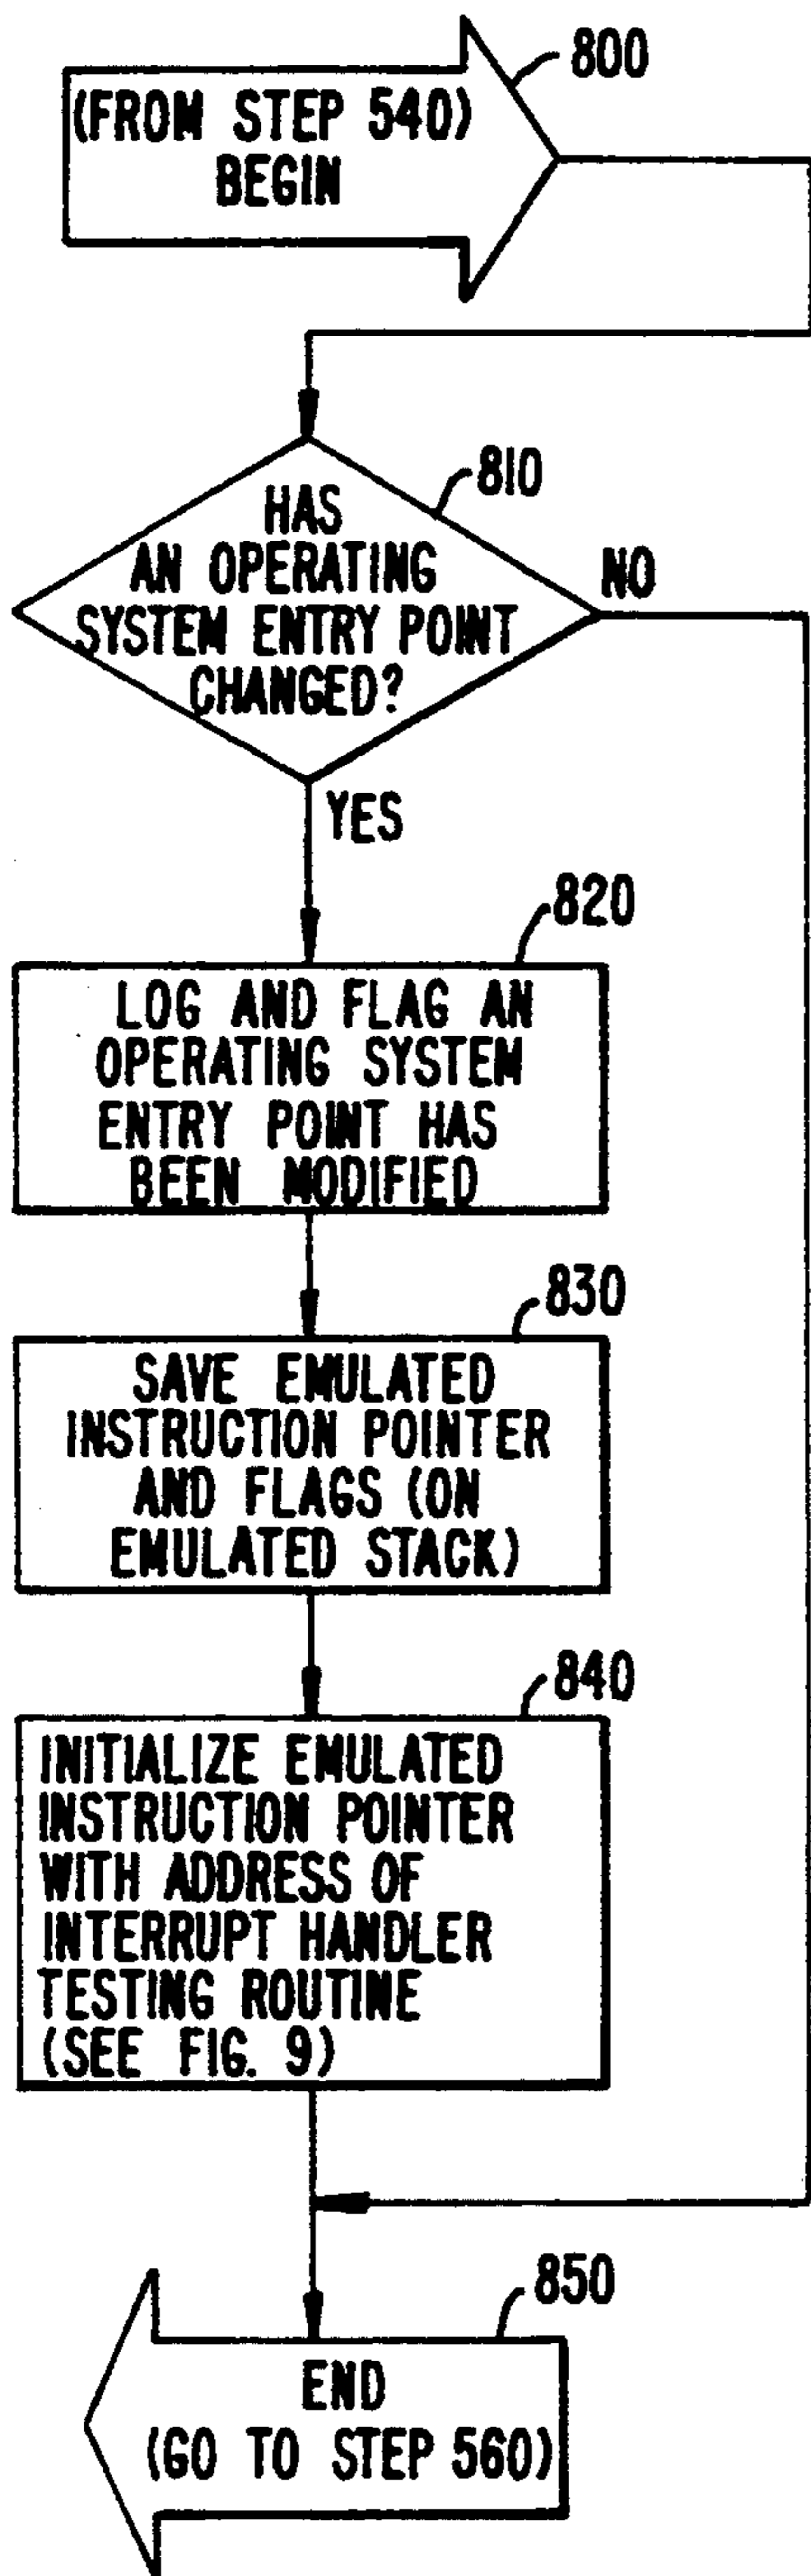 800
(FROM STEP 540)
BEGIN
810
HAS
AN OPERATING
SYSTEM ENTRY POINT
CHANGED?
NO
YES
820
LOG AND FLAG AN
OPERATING SYSTEM
ENTRY POINT HAS
BEEN MODIFIED
830
SAVE EMULATED
INSTRUCTION POINTER
AND FLAGS (ON
EMULATED STACK)
840
INITIALIZE EMULATED
INSTRUCTION POINTER
WITH ADDRESS OF
INTERRUPT HANDLER
TESTING ROUTINE
(SEE FIG. 9)
850
END
(GO TO STEP 560)